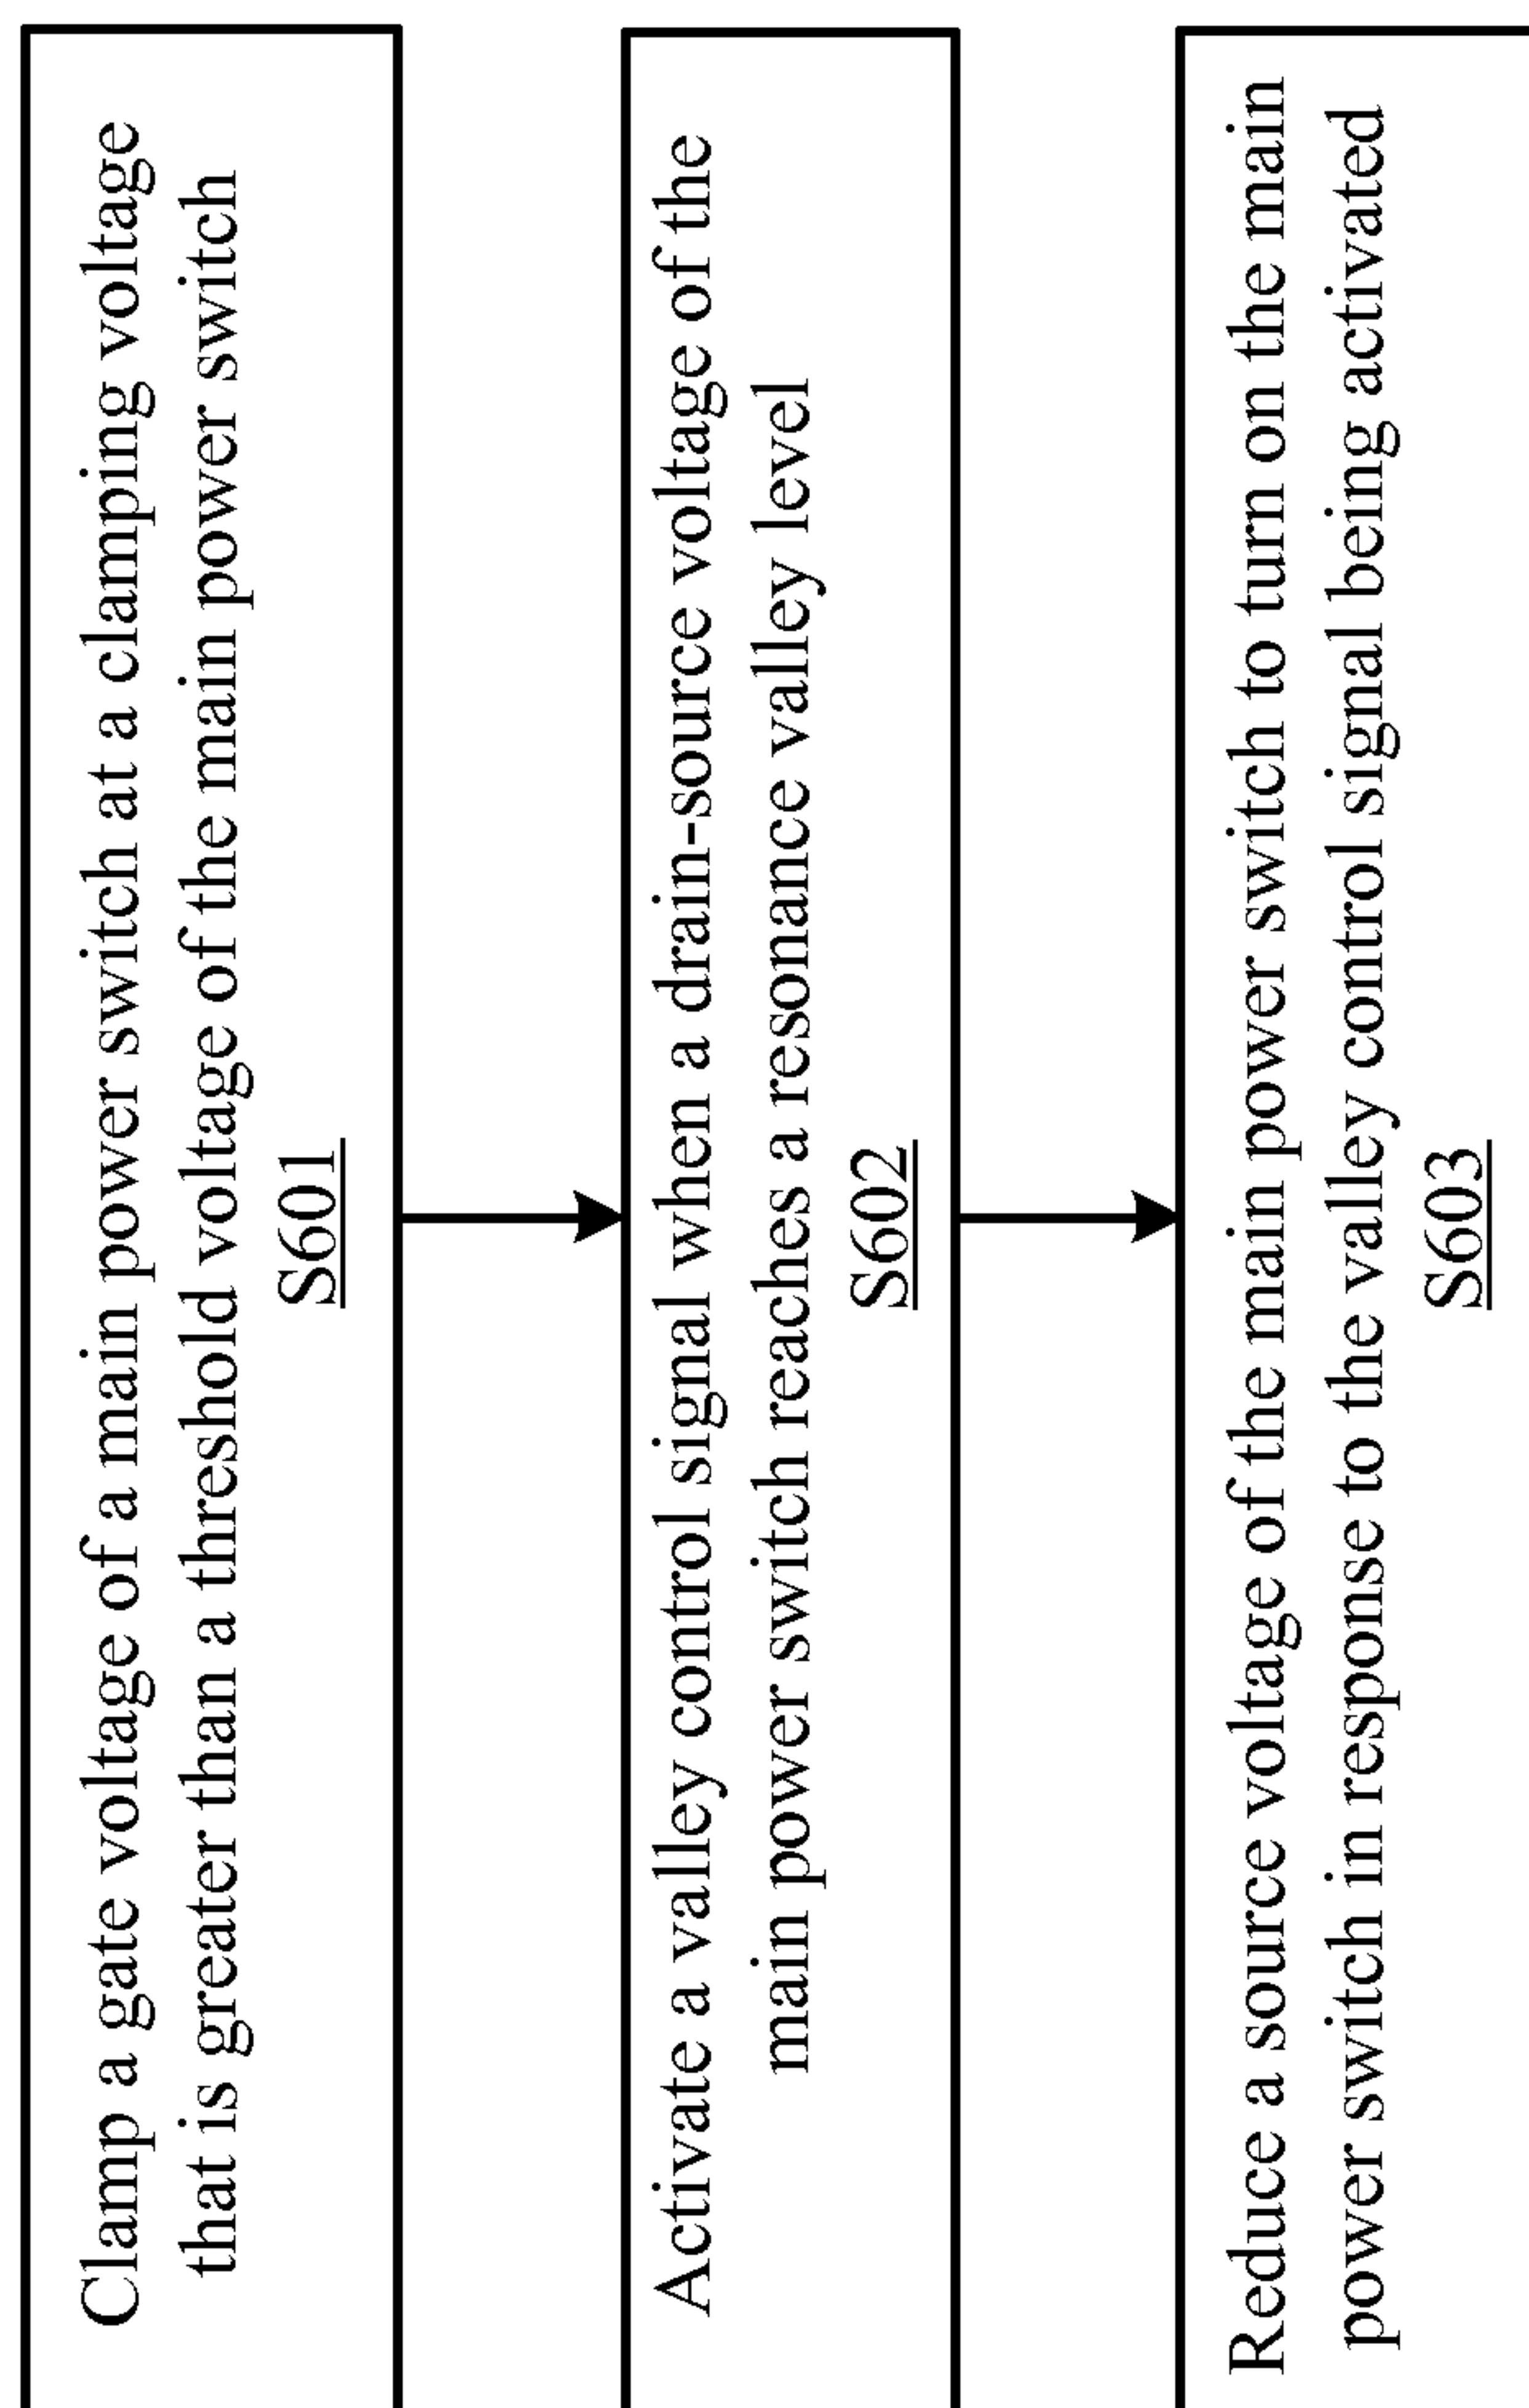 Clamp a gate voltage of a main power switch at a clamping voltage
that is greater than a threshold voltage of the main power switch
S601
Activate a valley control signal when a drain-source voltage of the
main power switch reaches a resonance valley level
S602
Reduce a source voltage of the main power switch to turn on the main
power switch in response to the valley control signal being activated
S603